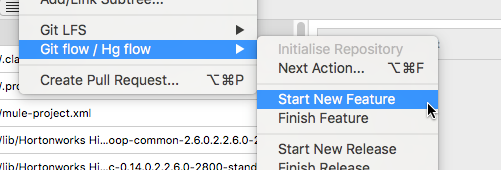 Add/Link Subtree...
Git LFS
Git flow / Hg flow
Initialise Repository
Create Pull Request... ⌥⌘P
Next Action... ⌥⌘F
Start New Feature
Finish Feature
Start New Release
Finish Release
/.cla
/.pro
/mule-project.xml
/lib/Hortonworks Hi...oop-common-2.6.0.2.2.6.0-2
/lib/Hortonworks Hi...c-0.14.0.2.2.6.0-2800-stand